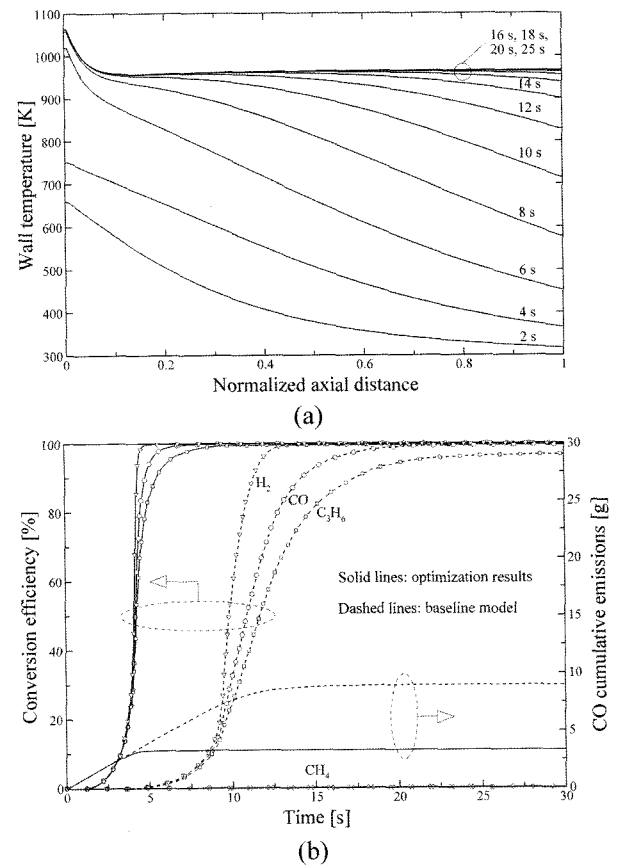 1100
1000
900
800
700
600
500
400
300
Wall temperature [K]
16 s, 18 s,
20 s, 25 s
14 s
12 s
10 s
8 s
6 s
4 s
2 s
0
0.2
0.4
0.6
0.8
1
Normalized axial distance
(a)
100
80
60
40
20
0
Conversion efficiency [%]
30
25
20
15
10
5
0
CO cumulative emissions [g]
H2
CO
C3H6
Solid lines: optimization results
Dashed lines: baseline model
CH4
0
5
10
15
20
25
30
Time [s]
(b)